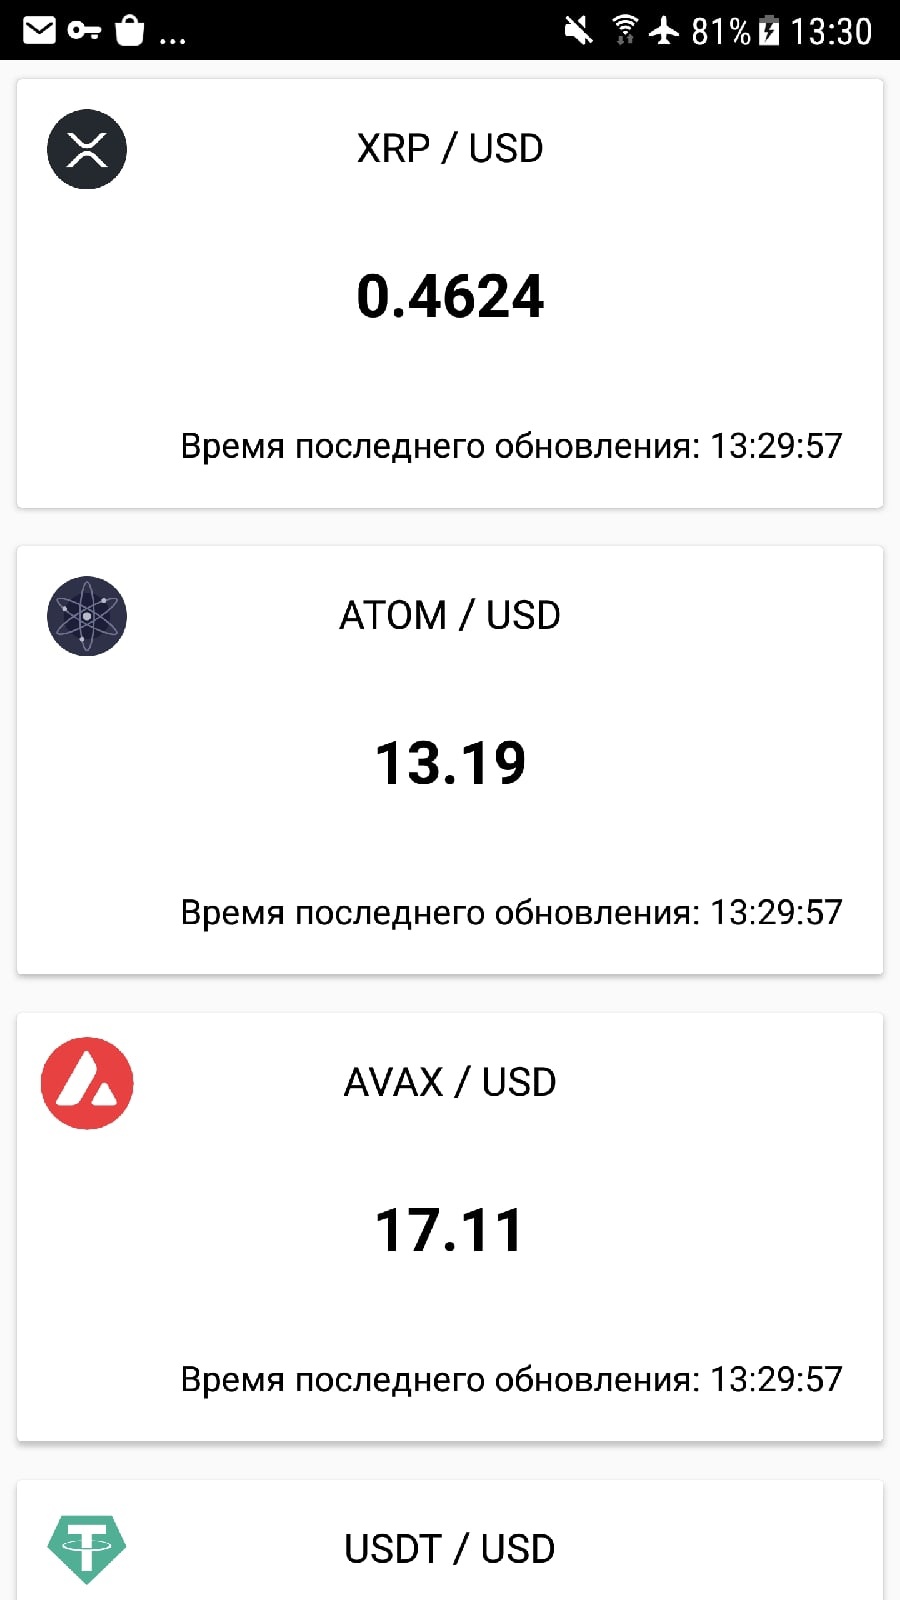 ... 81% 13:30
XRP / USD
0.4624
Время последнего обновления: 13:29:57
ATOM / USD
13.19
Время последнего обновления: 13:29:57
AVAX / USD
17.11
Время последнего обновления: 13:29:57
USDT / USD